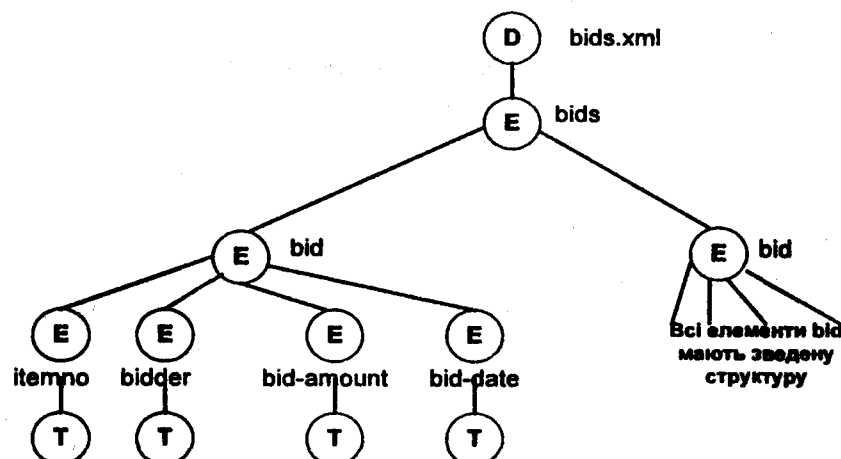 D bids.xml
E bids
E bid
E bid
E E E E
Всі елементи bid
мають зведену
структуру
itemno bidder bid-amount bid-date
T T T T